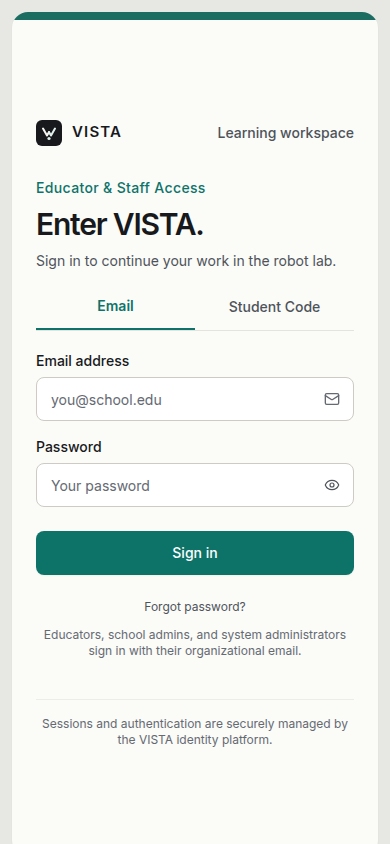 VISTA
Learning workspace
Educator & Staff Access
Enter VISTA.
Sign in to continue your work in the robot lab.
Email
Student Code
Email address
you@school.edu
Password
Your password
Sign in
Forgot password?
Educators, school admins, and system administrators
sign in with their organizational email.
Sessions and authentication are securely managed by
the VISTA identity platform.